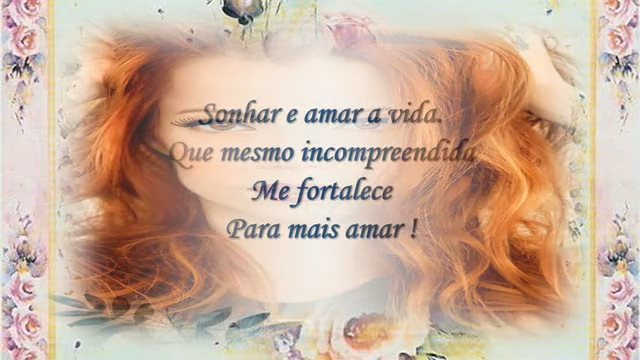 Sonhar e amar a vida.
Que mesmo incompreendida
Me fortalece
Para mais amar !